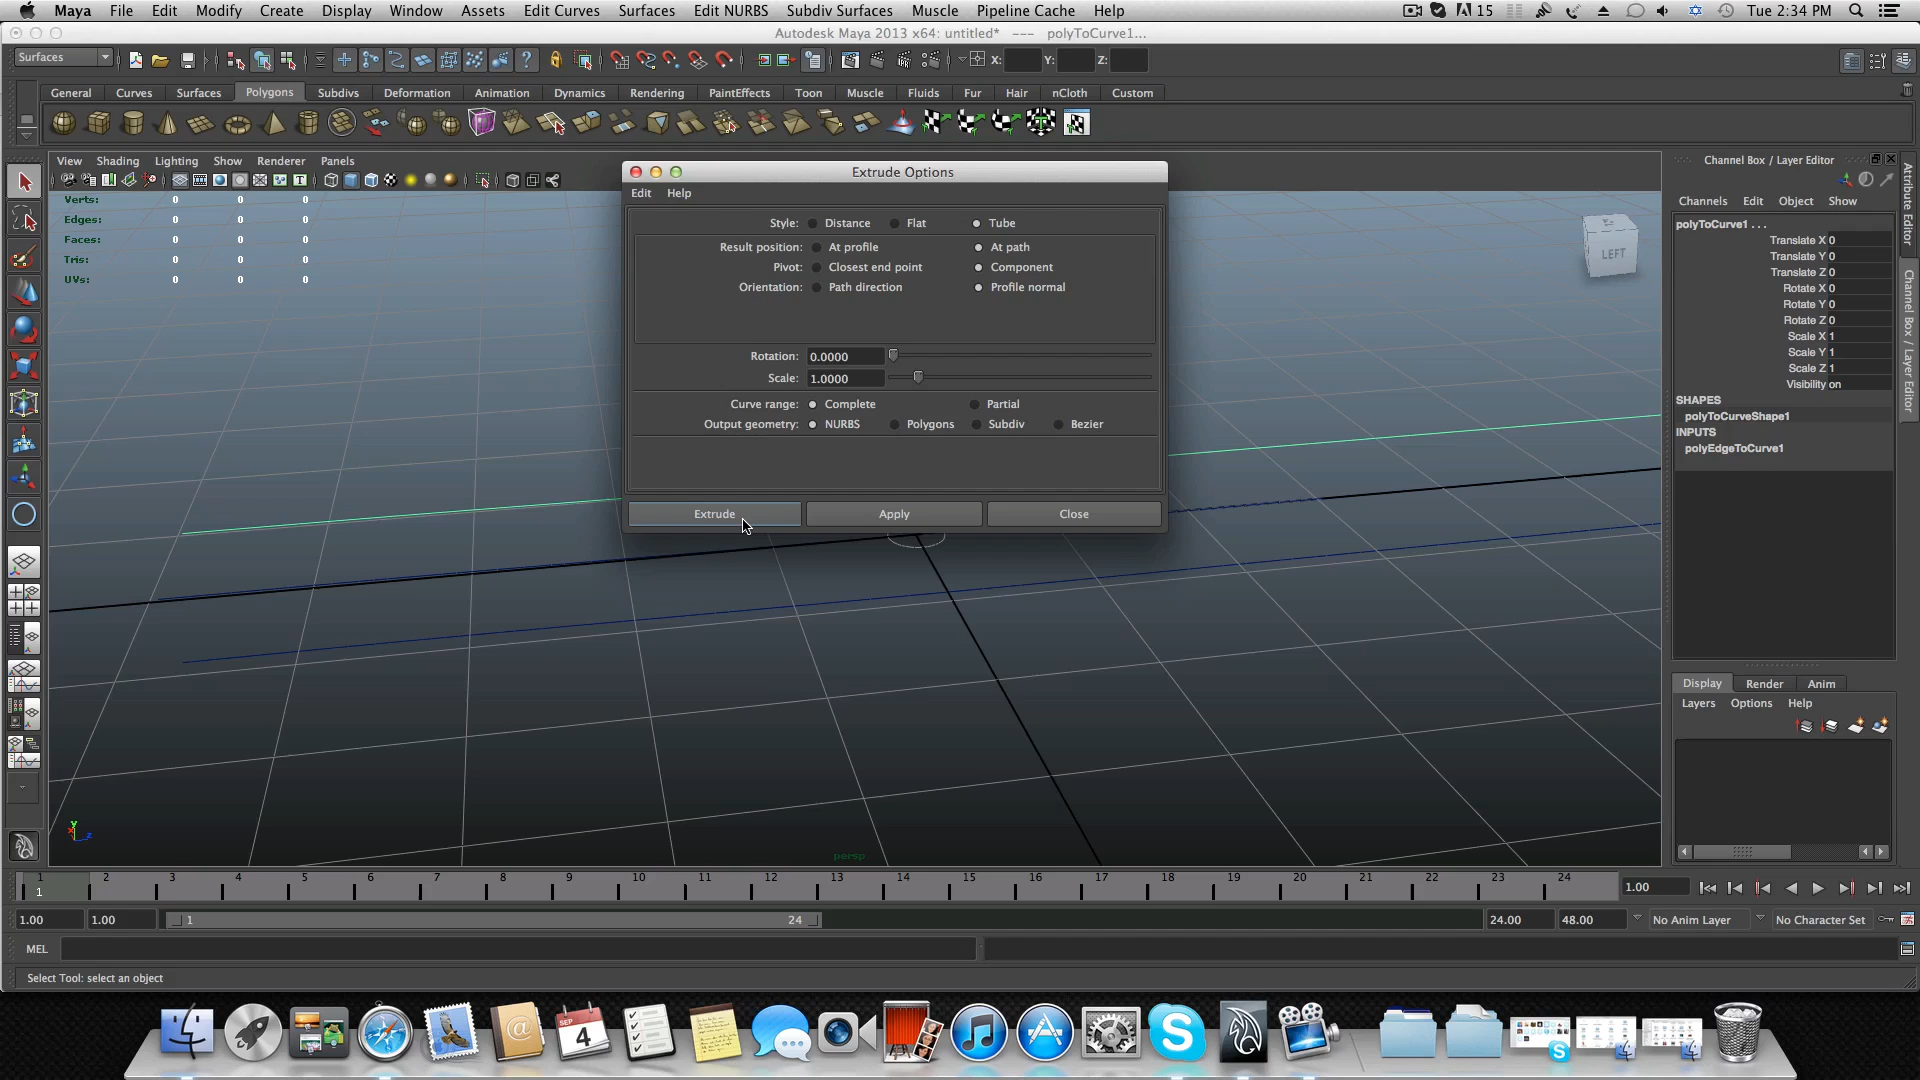 Maya File Edit Modify Create Display Window Assets Edit Curves Surfaces Edit NURBS Subdiv Surfaces Muscle Pipeline Cache Help 15 Tue 2:34 PM
Autodesk Maya 2013 x64: untitled* --- polyToCurve1...
Surfaces X: Y: Z:
General Curves Surfaces Polygons Subdivs Deformation Animation Dynamics Rendering PaintEffects Toon Muscle Fluids Fur Hair nCloth Custom
View Shading Lighting Show Renderer Panels
Verts: 0 0 0
Edges: 0 0 0
Faces: 0 0 0
Tris: 0 0 0
UVs: 0 0 0
Extrude Options
Edit Help
Style: Distance Flat Tube
Result position: At profile At path
Pivot: Closest end point Component
Orientation: Path direction Profile normal
Rotation: 0.0000
Scale: 1.0000
Curve range: Complete Partial
Output geometry: NURBS Polygons Subdiv Bezier
Extrude Apply Close
LEFT
Channel Box / Layer Editor
Channels Edit Object Show
polyToCurve1 . . .
Translate X 0
Translate Y 0
Translate Z 0
Rotate X 0
Rotate Y 0
Rotate Z 0
Scale X 1
Scale Y 1
Scale Z 1
Visibility on
SHAPES
polyToCurveShape1
INPUTS
polyEdgeToCurve1
Attribute Editor
Channel Box / Layer Editor
Display Render Anim
Layers Options Help
y
x
z
persp
1 2 3 4 5 6 7 8 9 10 11 12 13 14 15 16 17 18 19 20 21 22 23 24
1 1.00
1.00 1.00 1 24 24.00 48.00 No Anim Layer No Character Set
MEL
Select Tool: select an object
SEP
4